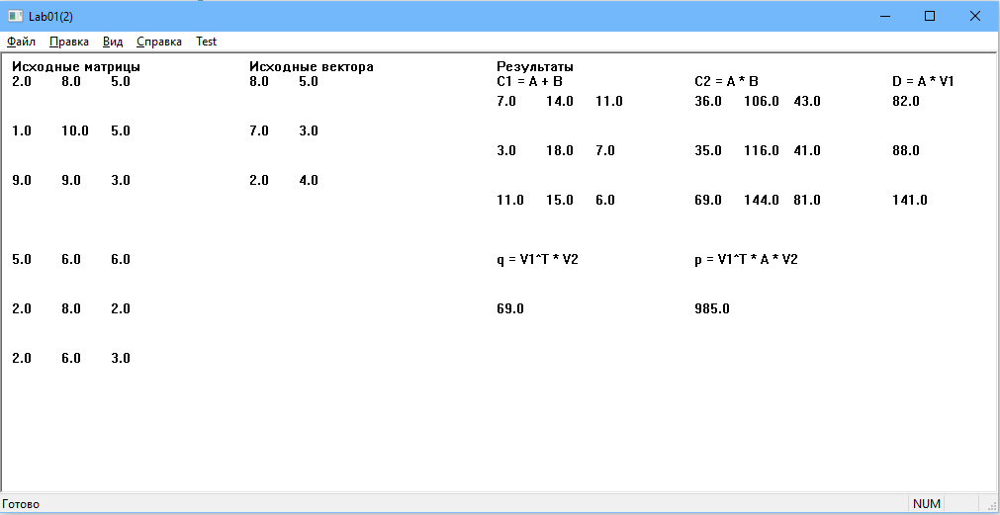 Lab01(2)
Файл Правка Вид Справка Test
Исходные матрицы Исходные вектора Результаты
2.0 8.0 5.0 8.0 5.0 C1 = A + B C2 = A * B D = A * V1
7.0 14.0 11.0 36.0 106.0 43.0 82.0
1.0 10.0 5.0 7.0 3.0
3.0 18.0 7.0 35.0 116.0 41.0 88.0
9.0 9.0 3.0 2.0 4.0
11.0 15.0 6.0 69.0 144.0 81.0 141.0
5.0 6.0 6.0 q = V1^T * V2 p = V1^T * A * V2
2.0 8.0 2.0 69.0 985.0
2.0 6.0 3.0
Готово NUM